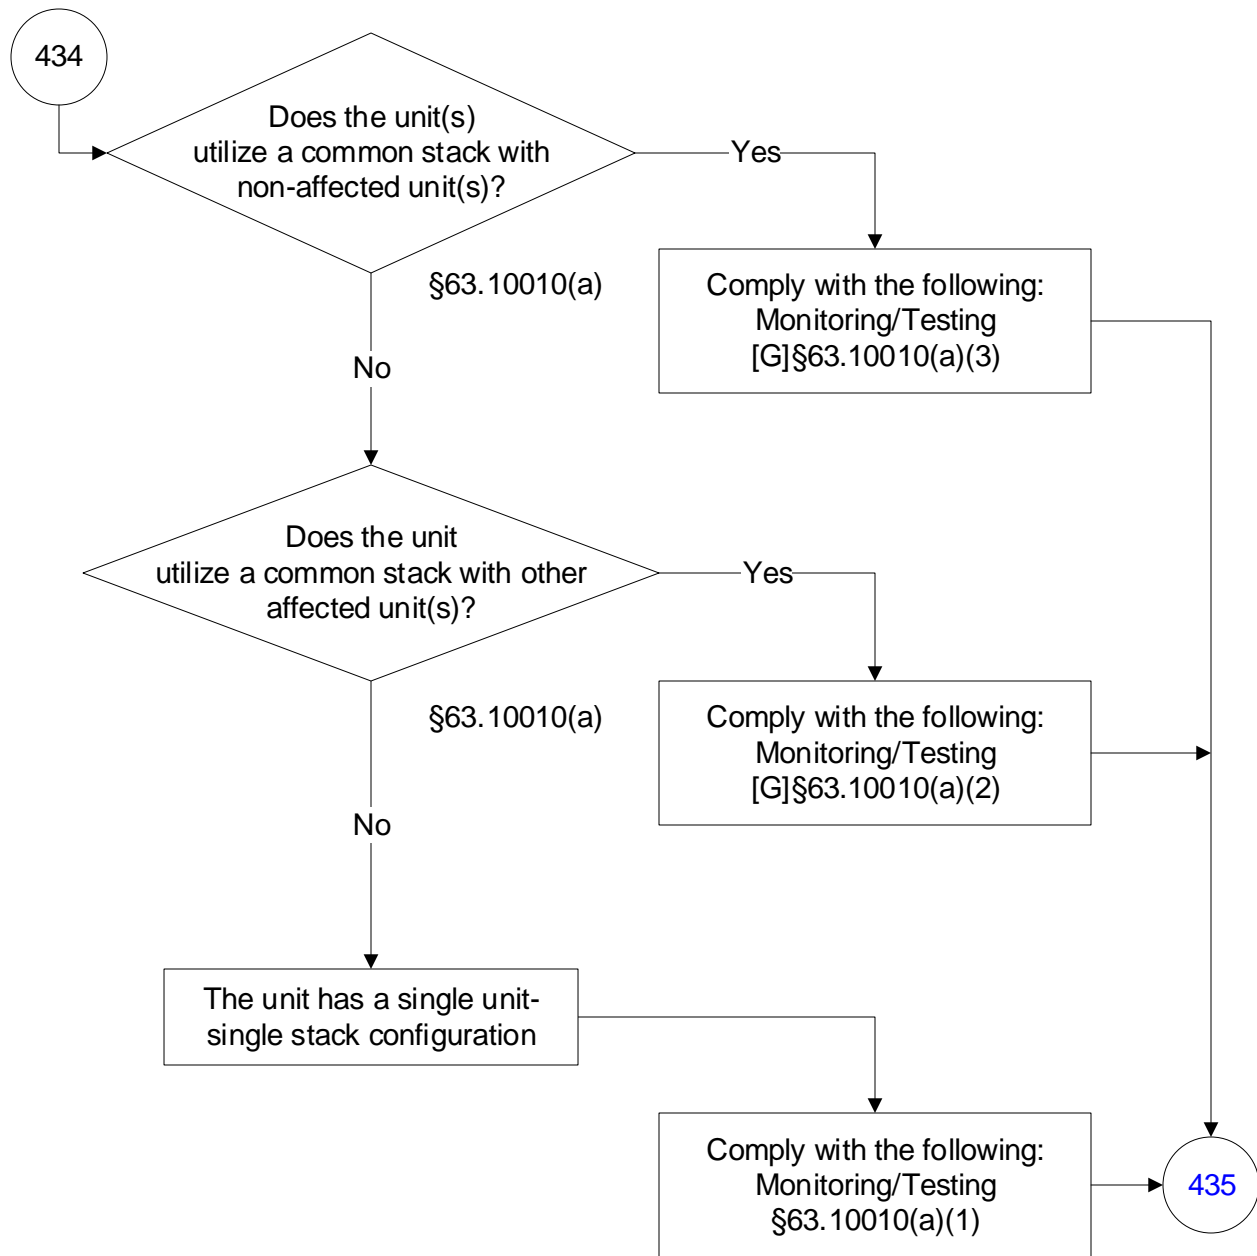 434
Does the unit(s)
utilize a common stack with
non-affected unit(s)?
Yes
§63.10010(a)
Comply with the following:
Monitoring/Testing
[G]§63.10010(a)(3)
No
Does the unit
utilize a common stack with other
affected unit(s)?
Yes
§63.10010(a)
Comply with the following:
Monitoring/Testing
[G]§63.10010(a)(2)
No
The unit has a single unit-
single stack configuration
Comply with the following:
Monitoring/Testing
§63.10010(a)(1)
435